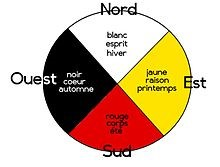 Nord
blanc
esprit
hiver
Ouest
noir
coeur
automne
jaune
raison
printemps
Est
rouge
corps
été
Sud